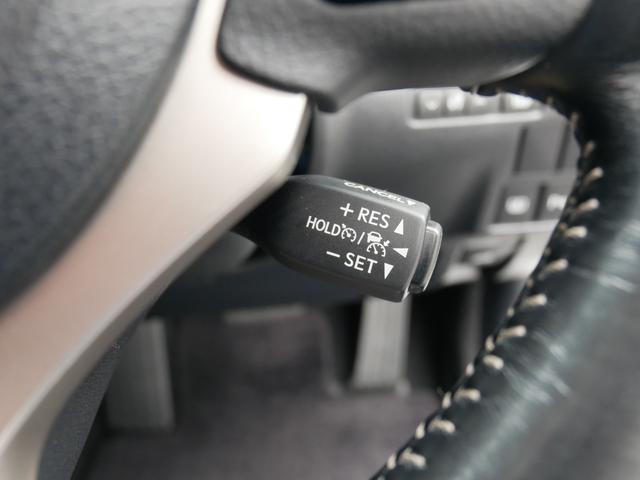 CANCEL
+ RES ▲
HOLD / ◀
− SET ▼